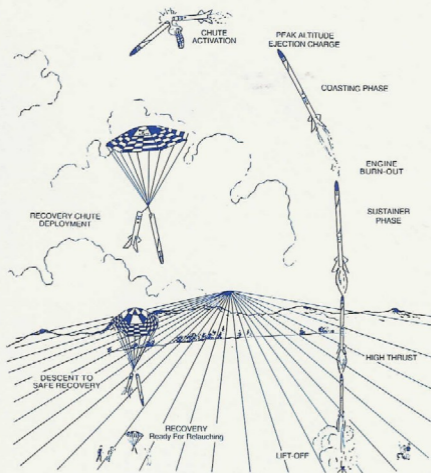 CHUTE
ACTIVATION
PEAK ALTITUDE
EJECTION CHARGE
COASTING PHASE
ENGINE
BURN-OUT
SUSTAINER
PHASE
RECOVERY CHUTE
DEPLOYMENT
HIGH THRUST
DESCENT TO
SAFE RECOVERY
RECOVERY
Ready For Relaunching
LIFT-OFF